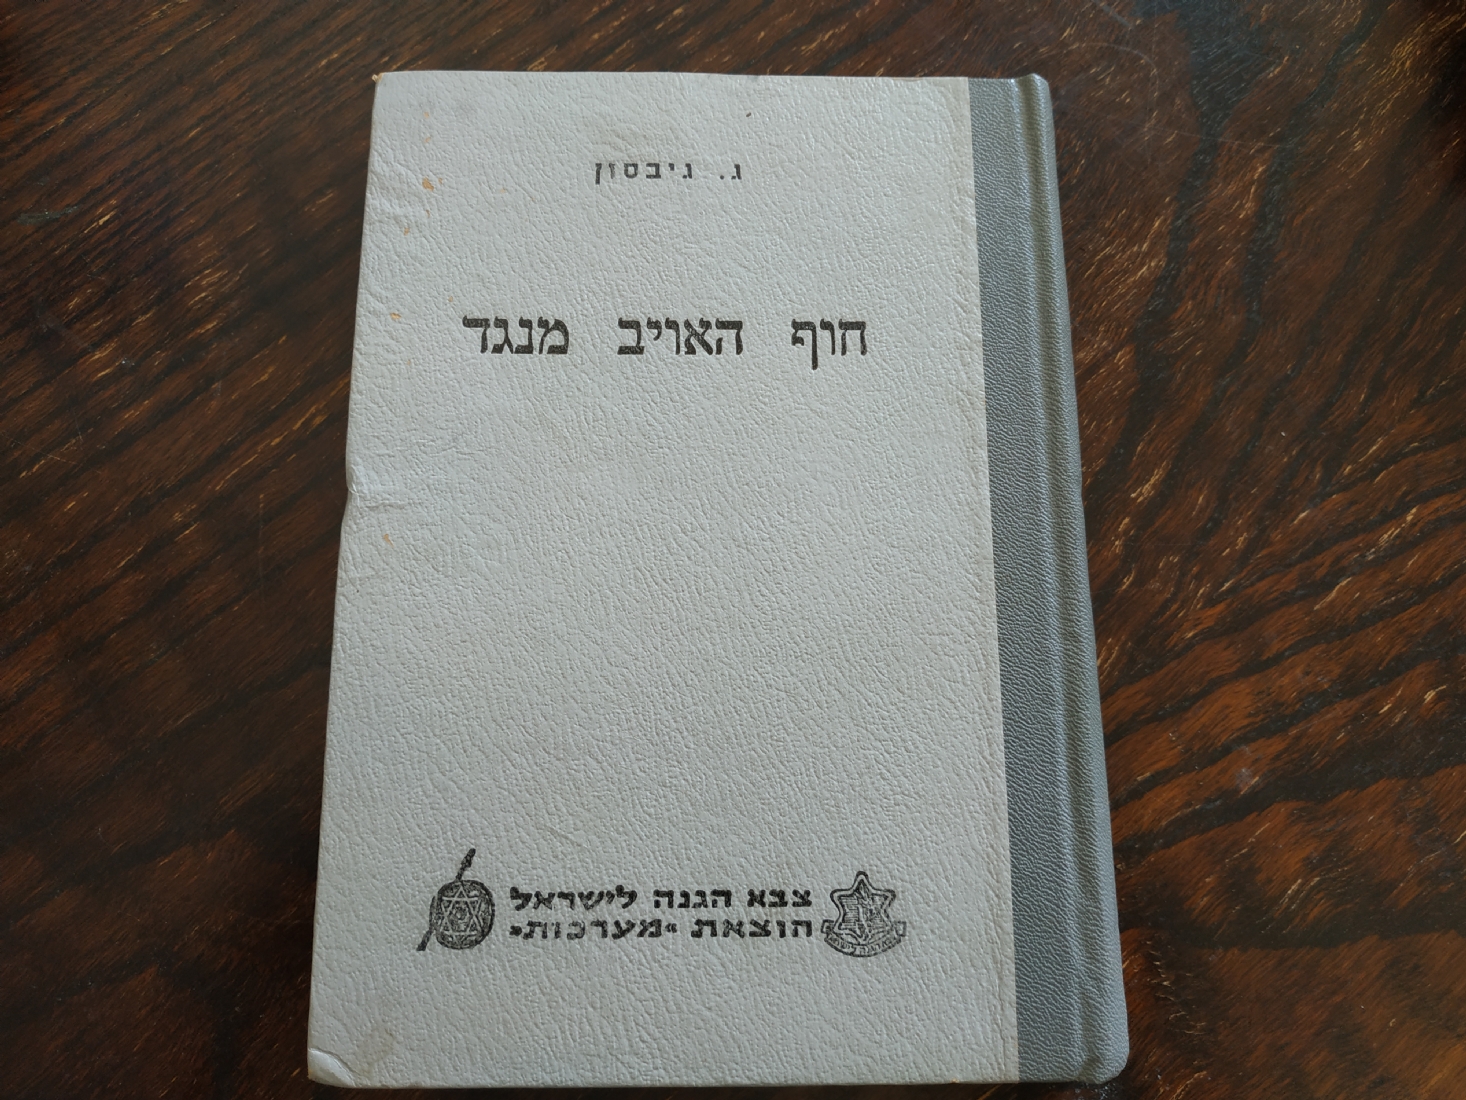 ג. גיבסון
חוף האויב מנגד
צבא הגנה לישראל
הוצאת "מערכות"